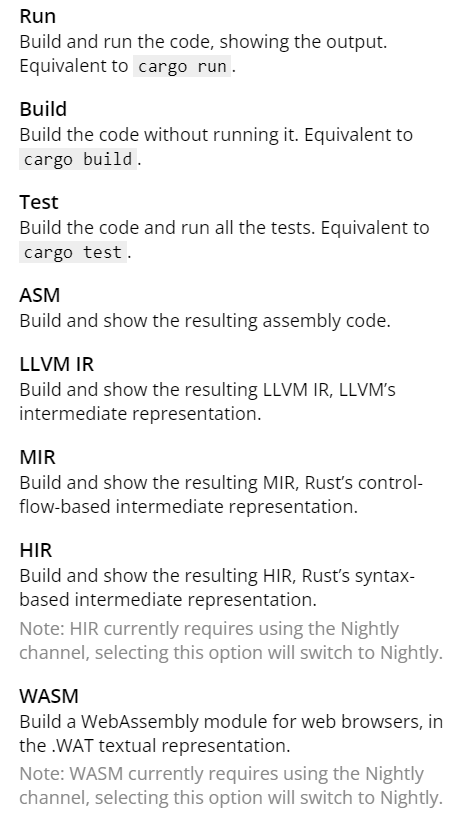 Run
Build and run the code, showing the output.
Equivalent to cargo run.
Build
Build the code without running it. Equivalent to
cargo build.
Test
Build the code and run all the tests. Equivalent to
cargo test.
ASM
Build and show the resulting assembly code.
LLVM IR
Build and show the resulting LLVM IR, LLVM’s
intermediate representation.
MIR
Build and show the resulting MIR, Rust’s control-
flow-based intermediate representation.
HIR
Build and show the resulting HIR, Rust’s syntax-
based intermediate representation.
Note: HIR currently requires using the Nightly
channel, selecting this option will switch to Nightly.
WASM
Build a WebAssembly module for web browsers, in
the .WAT textual representation.
Note: WASM currently requires using the Nightly
channel, selecting this option will switch to Nightly.